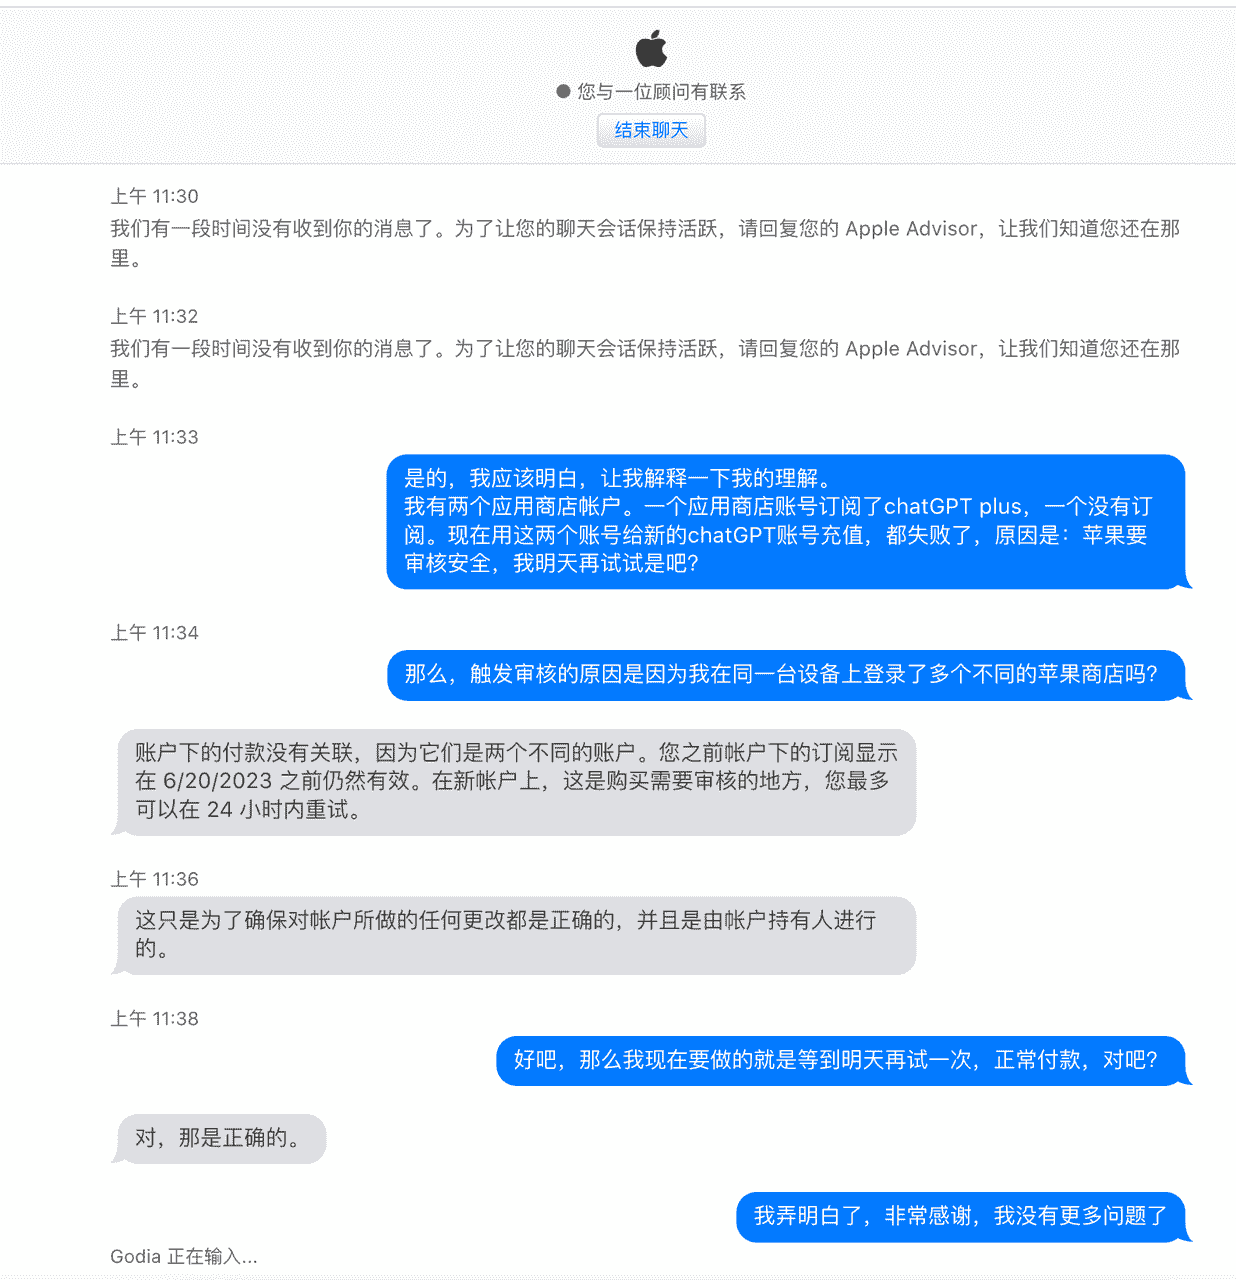 您与一位顾问有联系
结束聊天
上午 11:30
我们有一段时间没有收到你的消息了。为了让您的聊天会话保持活跃，请回复您的 Apple Advisor，让我们知道您还在那
里。
上午 11:32
我们有一段时间没有收到你的消息了。为了让您的聊天会话保持活跃，请回复您的 Apple Advisor，让我们知道您还在那
里。
上午 11:33
是的，我应该明白，让我解释一下我的理解。
我有两个应用商店帐户。一个应用商店账号订阅了chatGPT plus，一个没有订
阅。现在用这两个账号给新的chatGPT账号充值，都失败了，原因是：苹果要
审核安全，我明天再试试是吧？
上午 11:34
那么，触发审核的原因是因为我在同一台设备上登录了多个不同的苹果商店吗？
账户下的付款没有关联，因为它们是两个不同的账户。您之前帐户下的订阅显示
在 6/20/2023 之前仍然有效。在新帐户上，这是购买需要审核的地方，您最多
可以在 24 小时内重试。
上午 11:36
这只是为了确保对帐户所做的任何更改都是正确的，并且是由帐户持有人进行
的。
上午 11:38
好吧，那么我现在要做的就是等到明天再试一次，正常付款，对吧？
对，那是正确的。
我弄明白了，非常感谢，我没有更多问题了
Godia 正在输入...